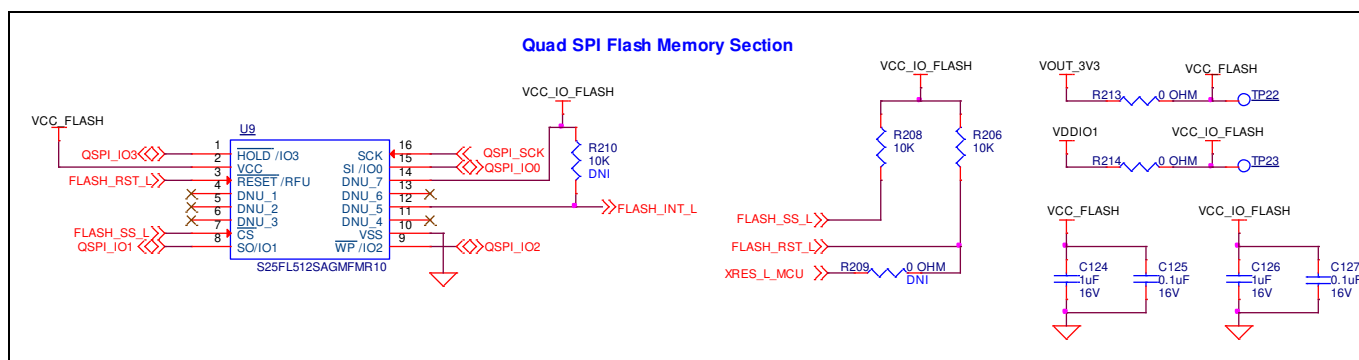 Quad SPI Flash Memory Section
VCC_FLASH
U9
VCC_IO_FLASH
QSPI_IO3 1 HOLD /IO3 SCK 16 QSPI_SCK
2 VCC SI /IO0 15 QSPI_IO0
FLASH_RST_L 3 RESET /RFU DNU_7 14
4 DNU_1 DNU_6 13
5 DNU_2 DNU_5 12 FLASH_INT_L
6 DNU_3 DNU_4 11
FLASH_SS_L 7 CS VSS 10
QSPI_IO1 8 SO/IO1 WP /IO2 9 QSPI_IO2
S25FL512SAGMFMR10
R210
10K
DNI
VCC_IO_FLASH
R208
10K
R206
10K
FLASH_SS_L
FLASH_RST_L
XRES_L_MCU R209 0 OHM
DNI
VOUT_3V3 VCC_FLASH
R213 0 OHM TP22
VDDIO1 VCC_IO_FLASH
R214 0 OHM TP23
VCC_FLASH
C124
1uF
16V
C125
0.1uF
16V
VCC_IO_FLASH
C126
1uF
16V
C127
0.1uF
16V